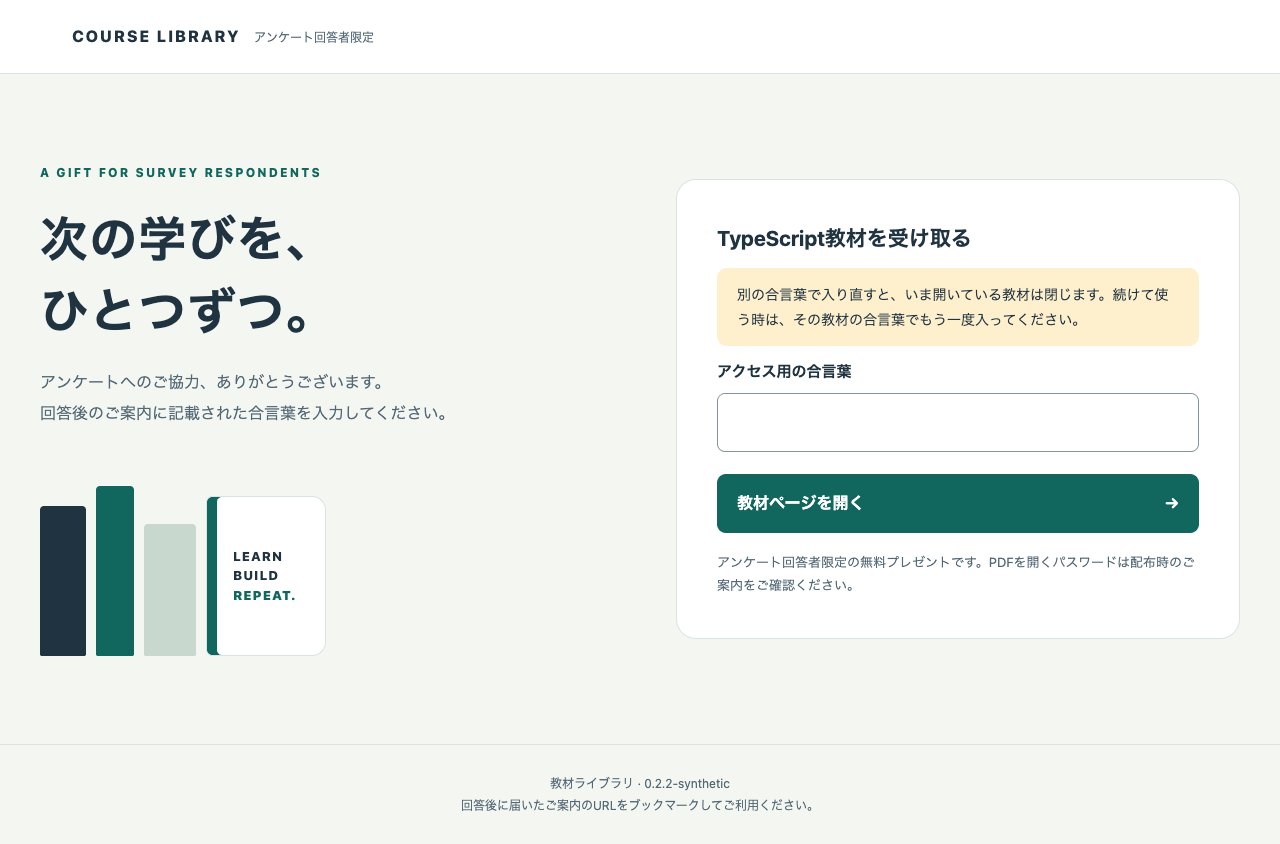 COURSE LIBRARY アンケート回答者限定
A GIFT FOR SURVEY RESPONDENTS
次の学びを、
ひとつずつ。
アンケートへのご協力、ありがとうございます。
回答後のご案内に記載された合言葉を入力してください。
LEARN
BUILD
REPEAT.
TypeScript教材を受け取る
別の合言葉で入り直すと、いま開いている教材は閉じます。続けて使
う時は、その教材の合言葉でもう一度入ってください。
アクセス用の合言葉
教材ページを開く →
アンケート回答者限定の無料プレゼントです。PDFを開くパスワードは配布時のご
案内をご確認ください。
教材ライブラリ · 0.2.2-synthetic
回答後に届いたご案内のURLをブックマークしてご利用ください。